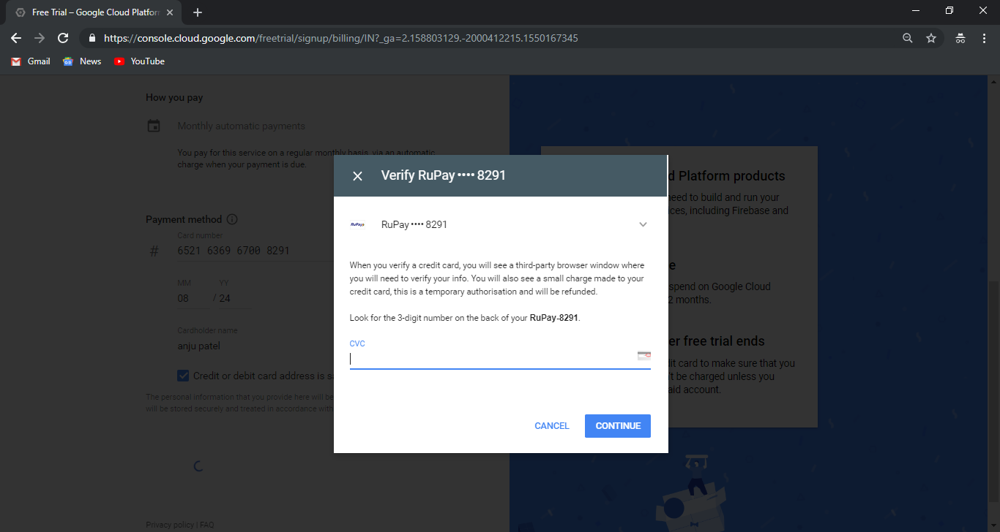 Free Trial – Google Cloud Platfor
https://console.cloud.google.com/freetrial/signup/billing/IN?_ga=2.158803129.-2000412215.1550167345
Gmail
News
YouTube
How you pay
Monthly automatic payments
You pay for this service on a regular monthly basis, via an automatic
charge when your payment is due.
Payment method
Card number
# 6521 6369 6700 8291
MM YY
08 / 24
Cardholder name
anju patel
Credit or debit card address is s
The personal information that you provide here will be
will be stored securely and treated in accordance with
Privacy policy | FAQ
Verify RuPay •••• 8291
RuPay RuPay •••• 8291
When you verify a credit card, you will see a third-party browser window where
you will need to verify your info. You will also see a small charge made to your
credit card, this is a temporary authorisation and will be refunded.
Look for the 3-digit number on the back of your RuPay-8291.
CVC
CANCEL
CONTINUE
d Platform products
eed to build and run your
ices, including Firebase and
e
spend on Google Cloud
2 months.
er free trial ends
dit card to make sure that you
't be charged unless you
aid account.